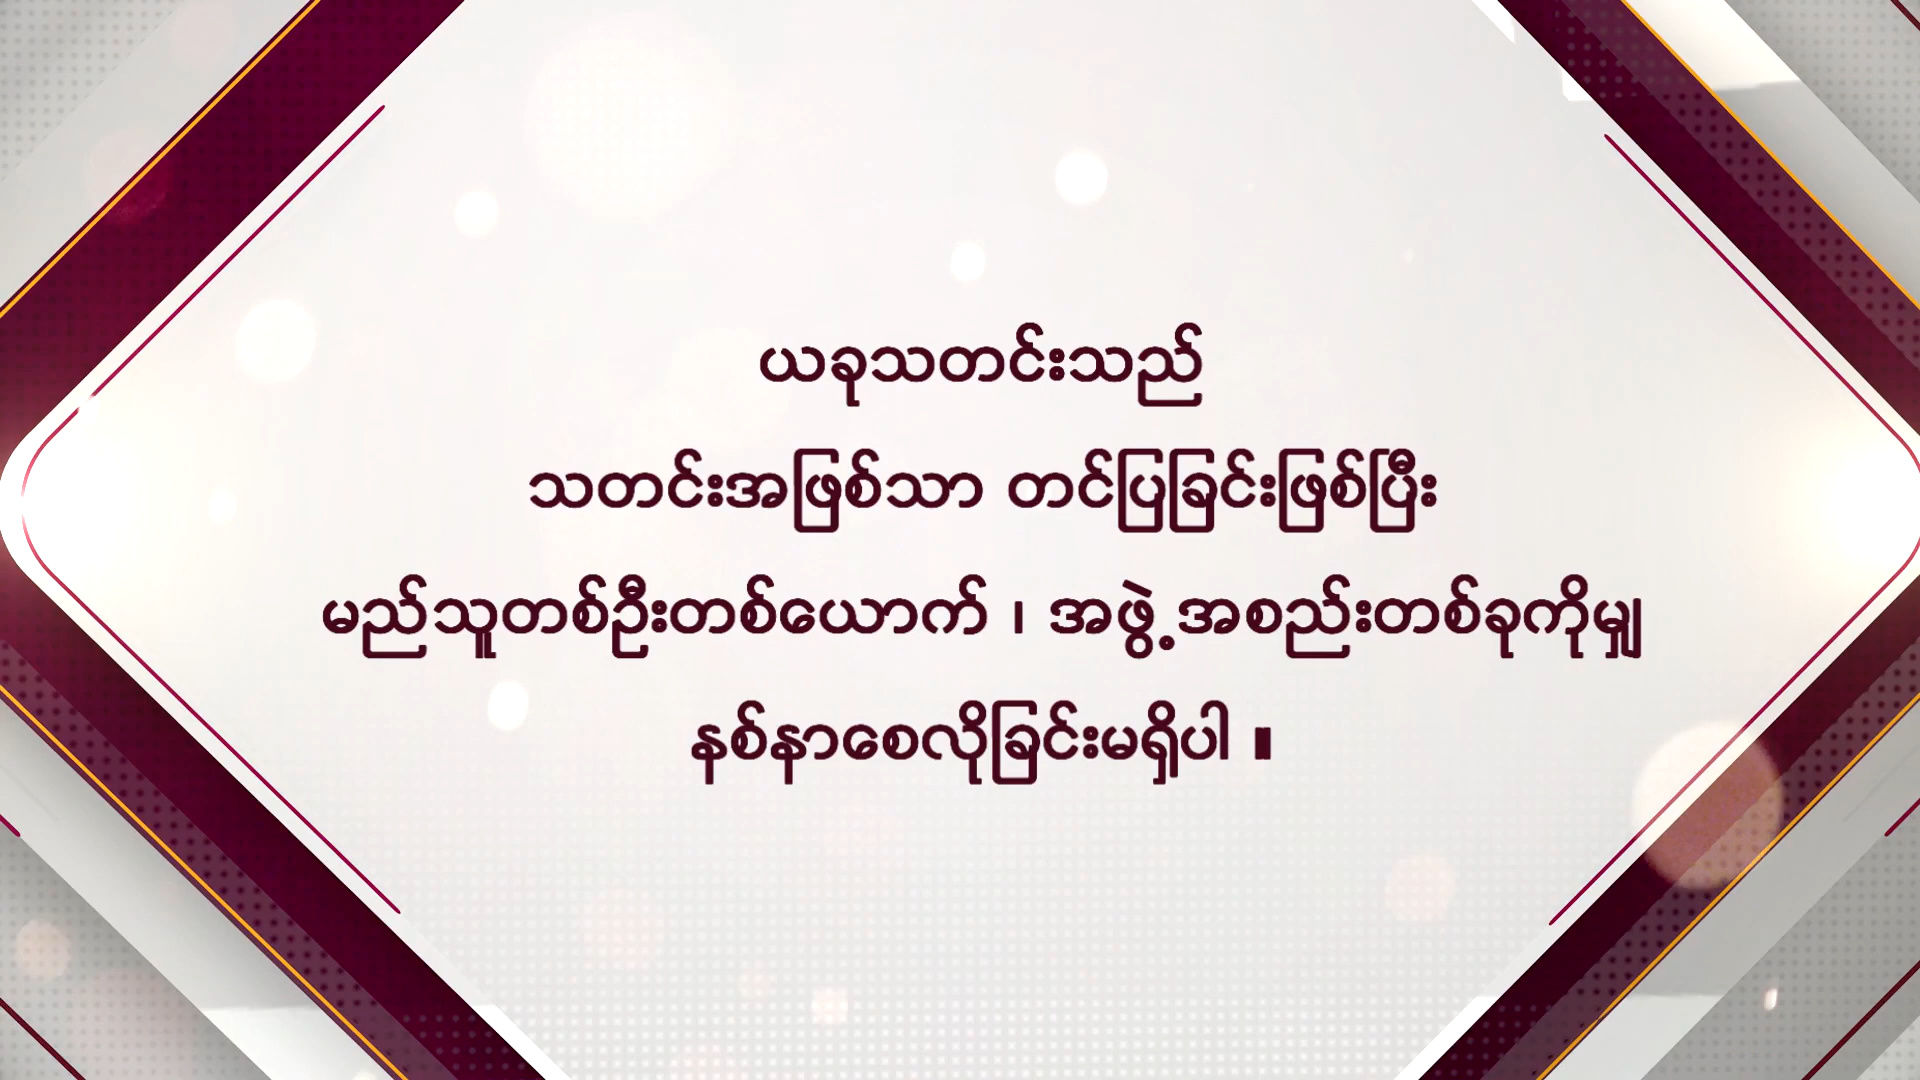 ယခုသတင်းသည်
သတင်းအဖြစ်သာ တင်ပြခြင်းဖြစ်ပြီး
မည်သူတစ်ဦးတစ်ယောက် ၊ အဖွဲ့အစည်းတစ်ခုကိုမျှ
နစ်နာစေလိုခြင်းမရှိပါ ။